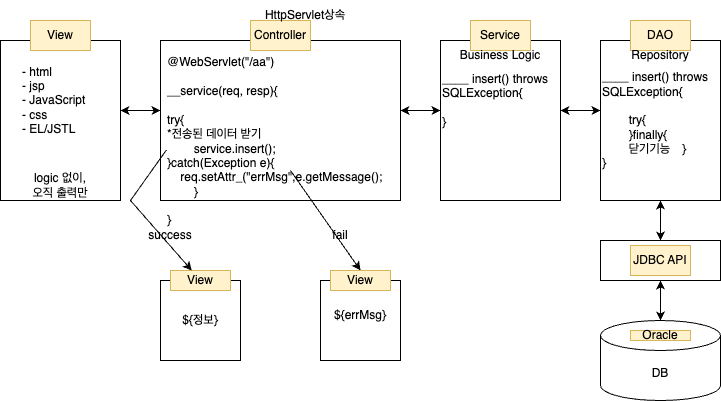 HttpServlet상속
View
- html
- jsp
- JavaScript
- css
- EL/JSTL
logic 없이,
오직 출력만
Controller
@WebServlet("/aa")
__service(req, resp){
try{
*전송된 데이터 받기
service.insert();
}catch(Exception e){
req.setAttr_("errMsg",e.getMessage();
}
}
success
fail
Service
Business Logic
____ insert() throws
SQLException{
}
DAO
Repository
____ insert() throws
SQLException{
try{
}finally{
닫기기능 }
}
View
${정보}
View
${errMsg}
JDBC API
Oracle
DB